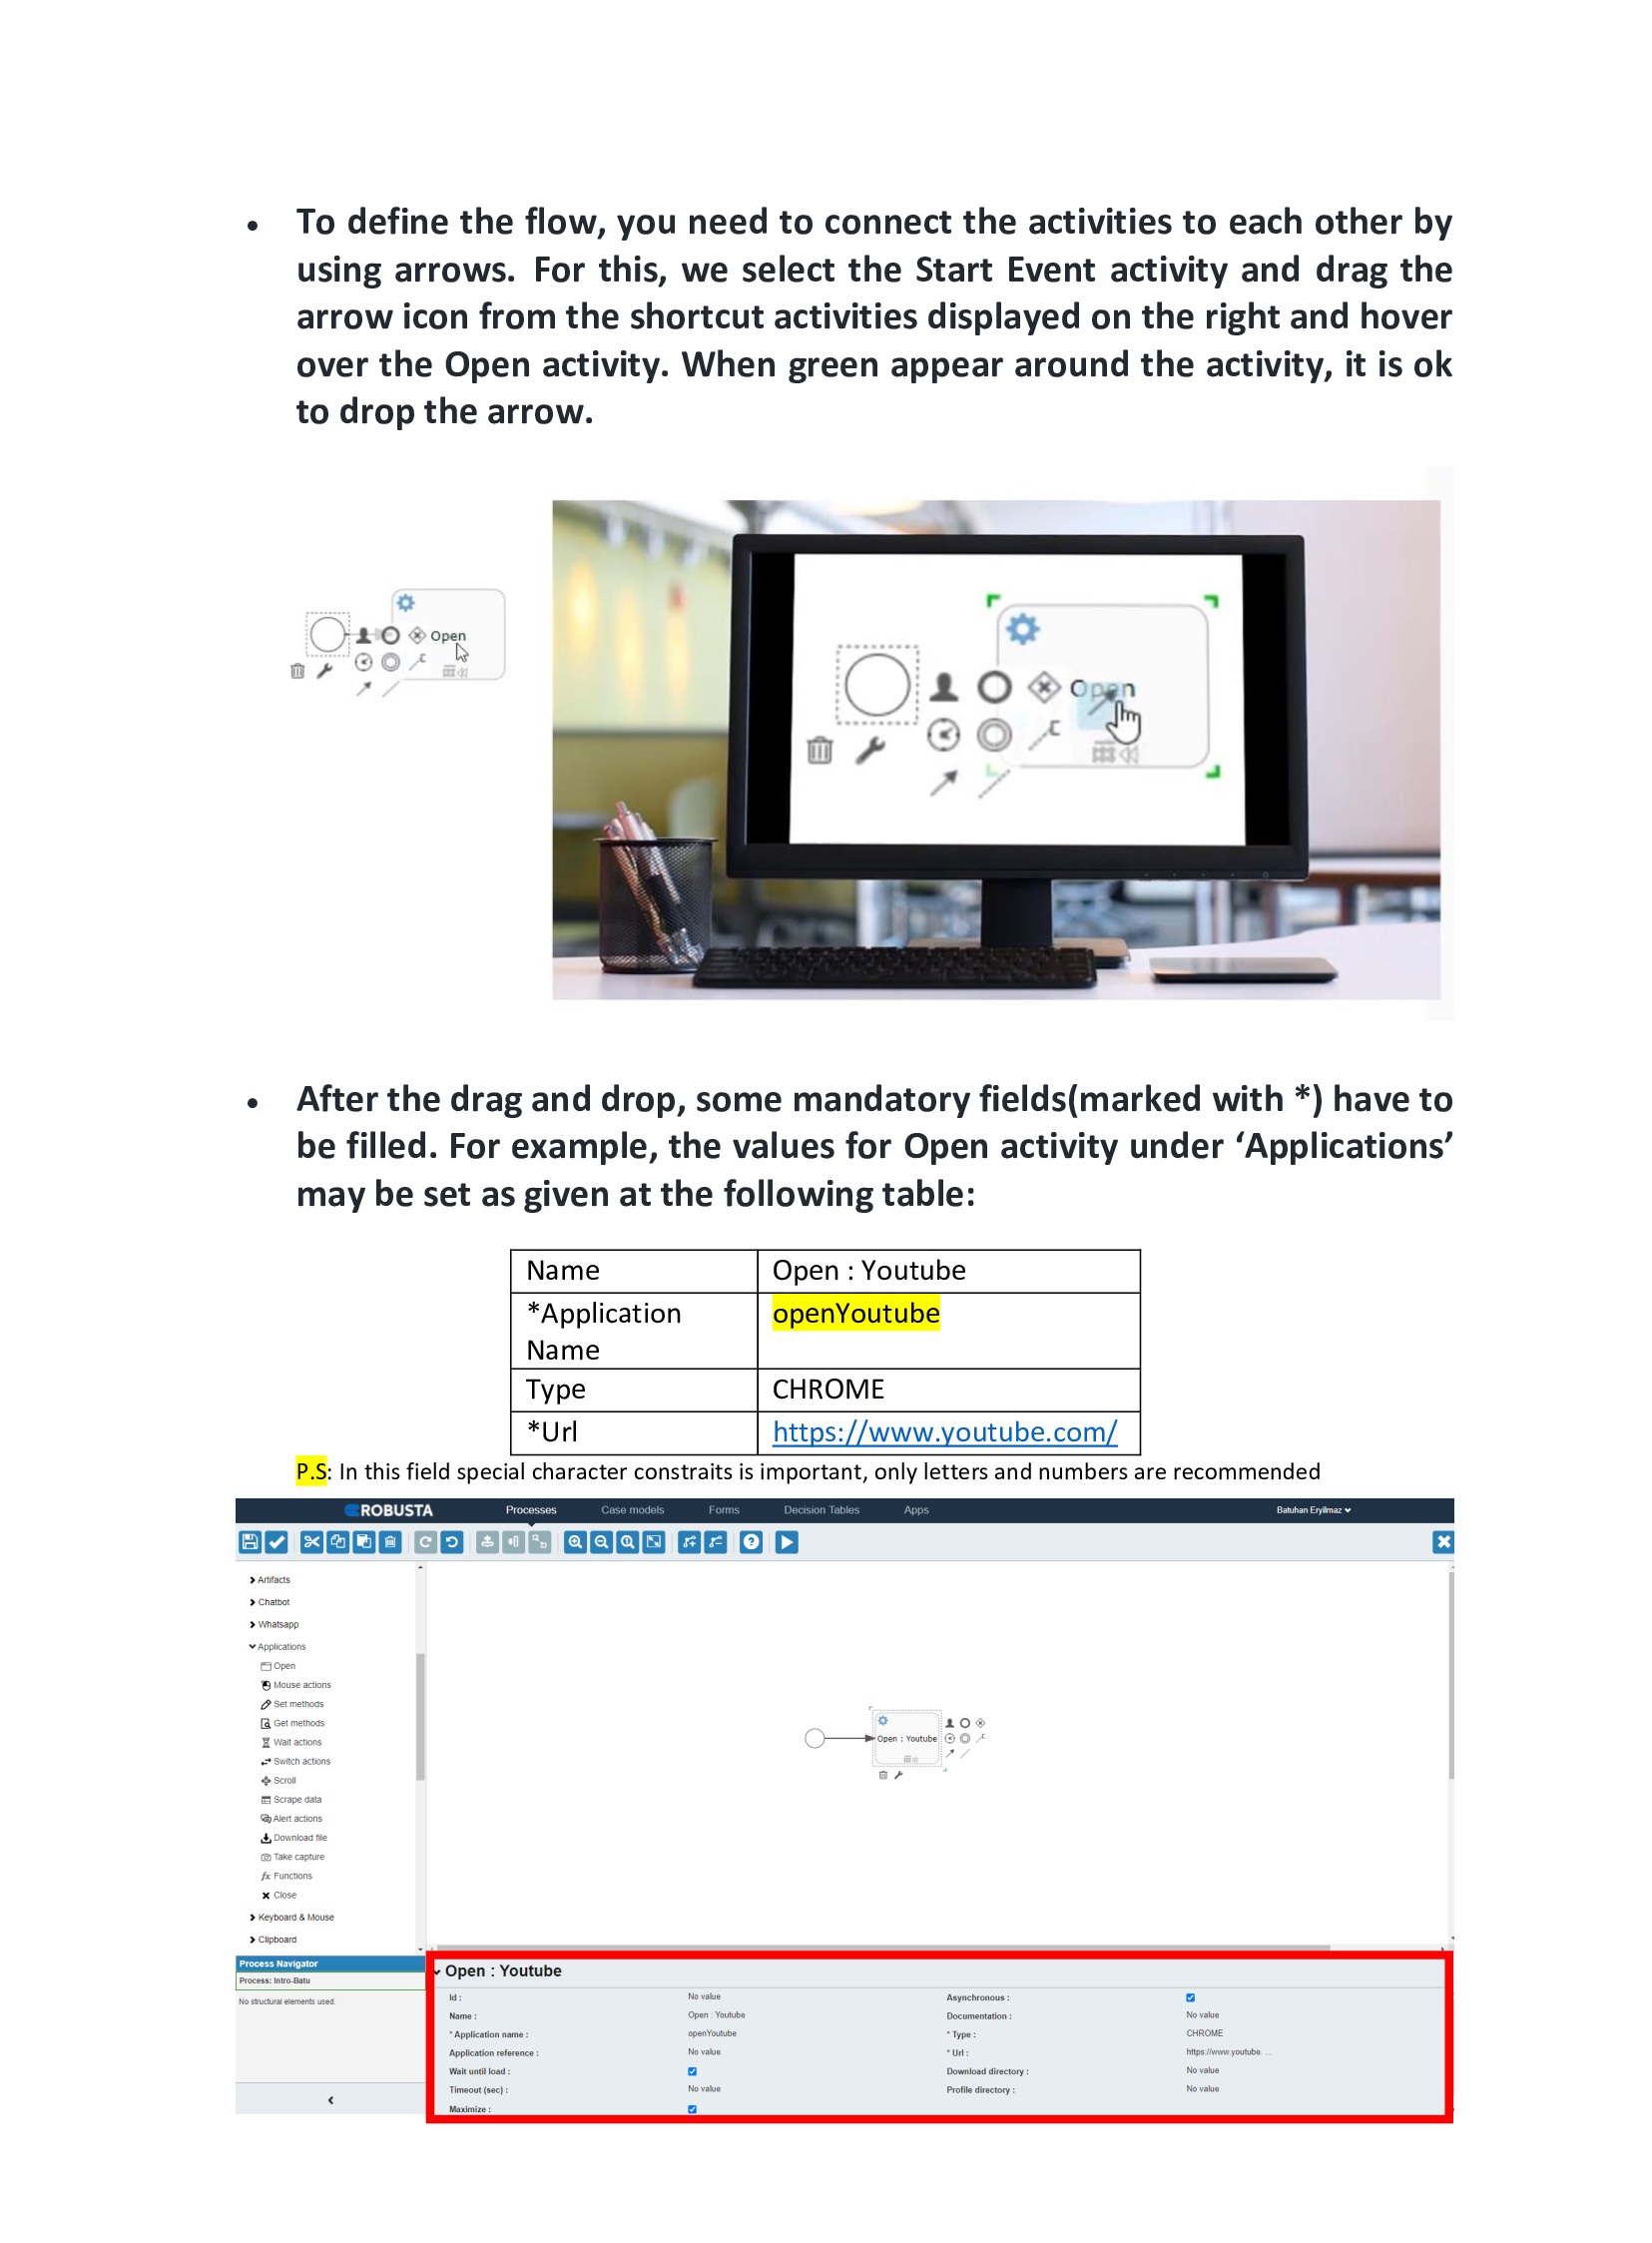 • To define the flow, you need to connect the activities to each other by
using arrows. For this, we select the Start Event activity and drag the
arrow icon from the shortcut activities displayed on the right and hover
over the Open activity. When green appear around the activity, it is ok
to drop the arrow.
Open
Open
• After the drag and drop, some mandatory fields(marked with *) have to
be filled. For example, the values for Open activity under ‘Applications’
may be set as given at the following table:
Name Open : Youtube
*Application openYoutube
Name
Type CHROME
*Url https://www.youtube.com/
P.S: In this field special character constraits is important, only letters and numbers are recommended
ROBUSTA Processes Case models Forms Decision Tables Apps Batuhan Eryilmaz
Artifacts
Chatbot
Whatsapp
Applications
Open
Mouse actions
Set methods
Get methods
Wait actions
Switch actions
Scroll
Scrape data
Alert actions
Download file
Take capture
fx Functions
Close
Keyboard & Mouse
Clipboard
Open : Youtube
Process Navigator
Process: Intro-Batu
No structural elements used.
Open : Youtube
Id : No value Asynchronous :
Name : Open : Youtube Documentation : No value
* Application name : openYoutube * Type : CHROME
Application reference : No value * Url : https://www.youtube. ...
Wait until load : Download directory : No value
Timeout (sec) : No value Profile directory : No value
Maximize :